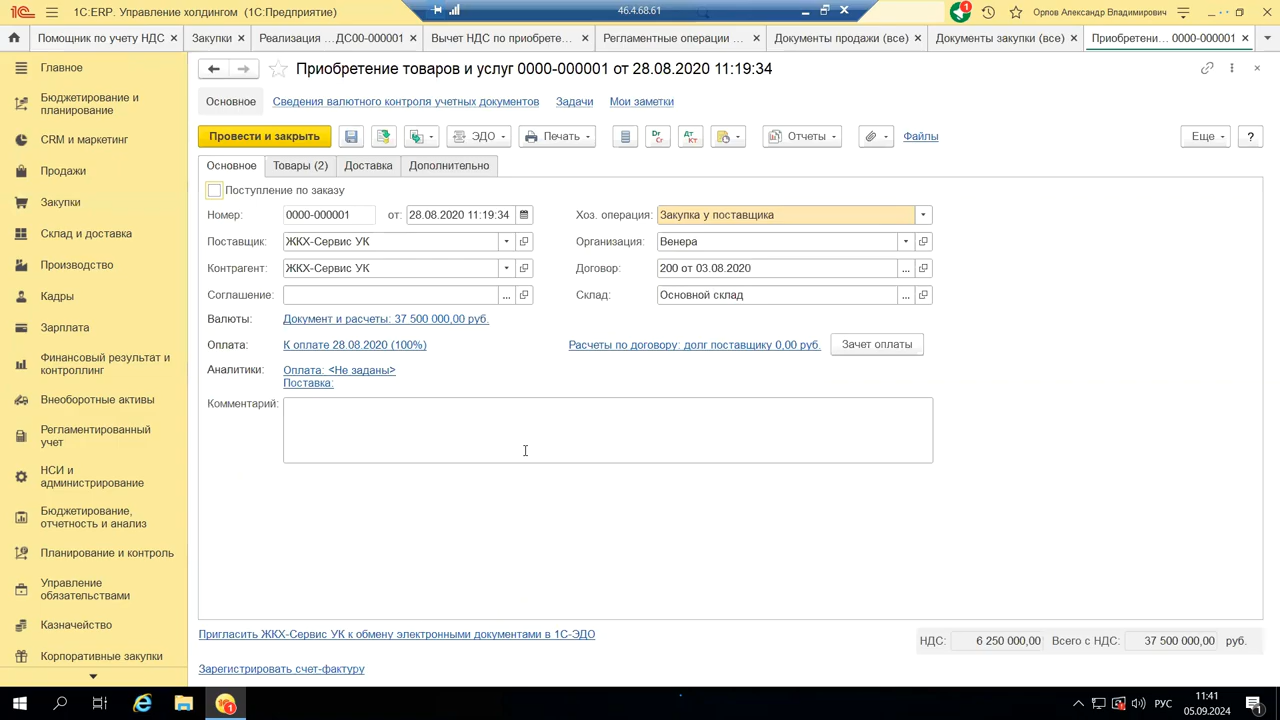 1С:ERP. Управление холдингом (1С:Предприятие)
46.4.68.61
1
Орлов Александр Владимирович
Помощник по учету НДС
Закупки
Реализация ...ДС00-000001
Вычет НДС по приобрете...
Регламентные операции ...
Документы продажи (все)
Документы закупки (все)
Приобретени... 0000-000001
Главное
Бюджетирование и
планирование
CRM и маркетинг
Продажи
Закупки
Склад и доставка
Производство
Кадры
Зарплата
Финансовый результат и
контроллинг
Внеоборотные активы
Регламентированный
учет
НСИ и
администрирование
Бюджетирование,
отчетность и анализ
Планирование и контроль
Управление
обязательствами
Казначейство
Корпоративные закупки
Приобретение товаров и услуг 0000-000001 от 28.08.2020 11:19:34
Основное
Сведения валютного контроля учетных документов
Задачи
Мои заметки
Провести и закрыть
ЭДО
Печать
Dr
Cr
Дт
Кт
Отчеты
Файлы
Еще
?
Основное
Товары (2)
Доставка
Дополнительно
Поступление по заказу
Номер: 0000-000001 от: 28.08.2020 11:19:34
Хоз. операция: Закупка у поставщика
Поставщик: ЖКХ-Сервис УК
Организация: Венера
Контрагент: ЖКХ-Сервис УК
Договор: 200 от 03.08.2020 ...
Соглашение: ...
Склад: Основной склад ...
Валюты: Документ и расчеты: 37 500 000,00 руб.
Оплата: К оплате 28.08.2020 (100%)
Расчеты по договору: долг поставщику 0,00 руб.
Зачет оплаты
Аналитики: Оплата: <Не заданы>
Поставка:
Комментарий:
Пригласить ЖКХ-Сервис УК к обмену электронными документами в 1С-ЭДО
НДС: 6 250 000,00 Всего с НДС: 37 500 000,00 руб.
Зарегистрировать счет-фактуру
1
РУС
11:41
05.09.2024
1